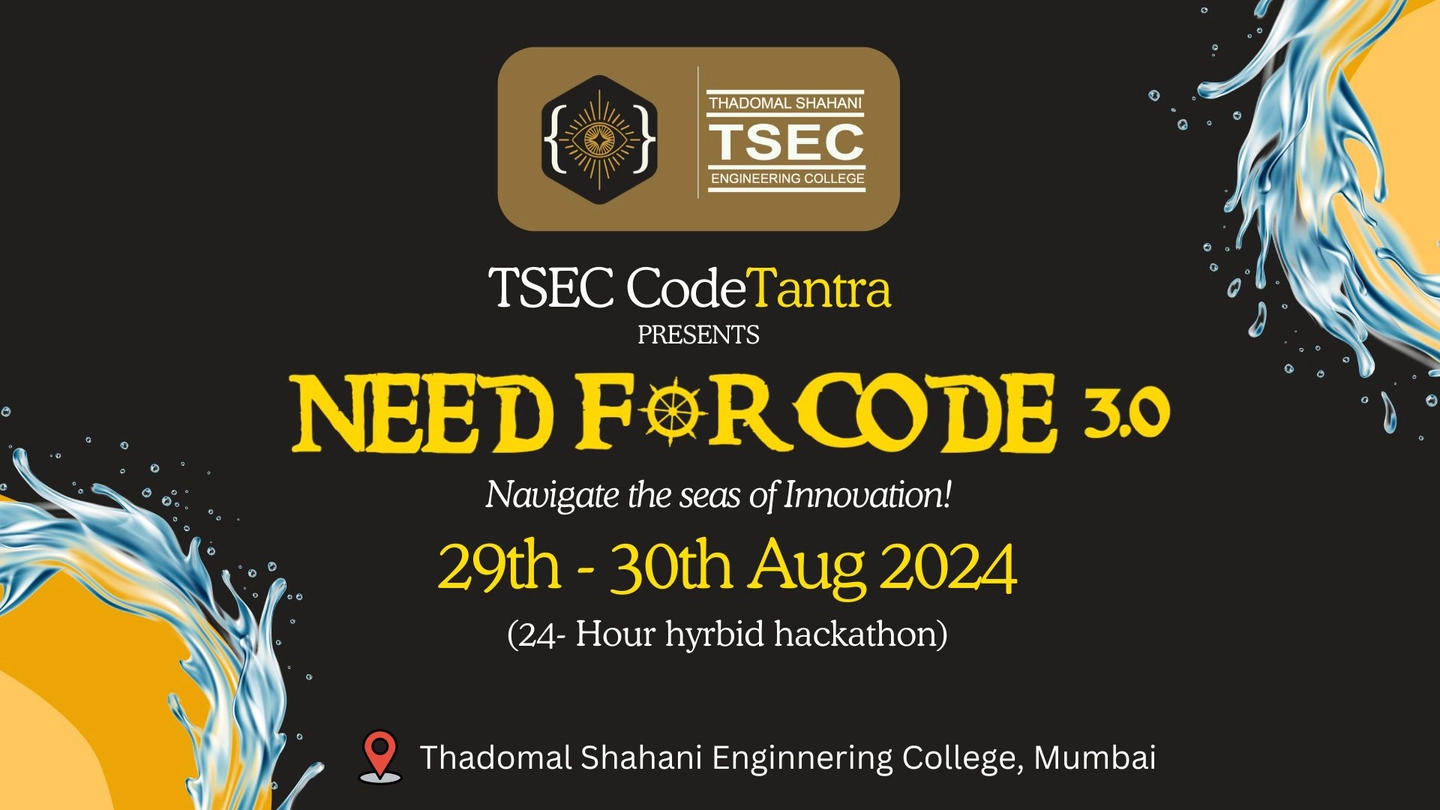 THADOMAL SHAHANI
TSEC
ENGINEERING COLLEGE
TSEC CodeTantra
PRESENTS
NEED FOR CODE 3.0
Navigate the seas of Innovation!
29th - 30th Aug 2024
(24- Hour hyrbid hackathon)
Thadomal Shahani Enginnering College, Mumbai